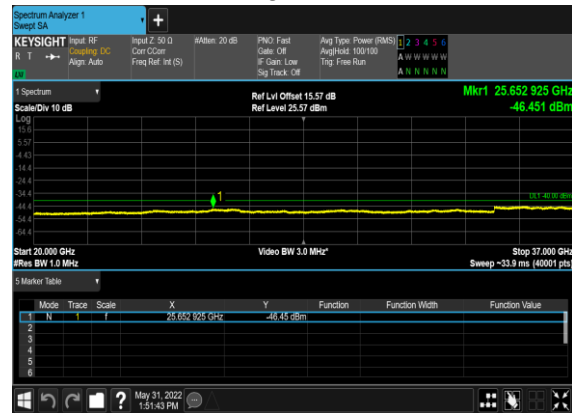 Spectrum Analyzer 1
Swept SA
KEYSIGHT Input: RF Input Z: 50 Ω #Atten: 20 dB PNO: Fast Avg Type: Power (RMS) 1 2 3 4 5 6
R T Coupling: DC Corr CCorr Gate: Off Avg|Hold: 100/100 A W W W W W
Align: Auto Freq Ref: Int (S) IF Gain: Low Trig: Free Run
LXI Sig Track: Off A N N N N N
1 Spectrum Ref Lvl Offset 15.57 dB Mkr1 25.652 925 GHz
Scale/Div 10 dB Ref Level 25.57 dBm -46.451 dBm
Log
15.6
5.57
-4.43
-14.4
-24.4
-34.4 1 DL1 -40.90 dBm
-44.4
-54.4
-64.4
Start 20.000 GHz Video BW 3.0 MHz* Stop 37.000 GHz
#Res BW 1.0 MHz Sweep ~33.9 ms (40001 pts)
5 Marker Table
Mode Trace Scale X Y Function Function Width Function Value
1 N 1 f 25.652 925 GHz -46.45 dBm
2
3
4
5
6
? May 31, 2022
1:51:43 PM